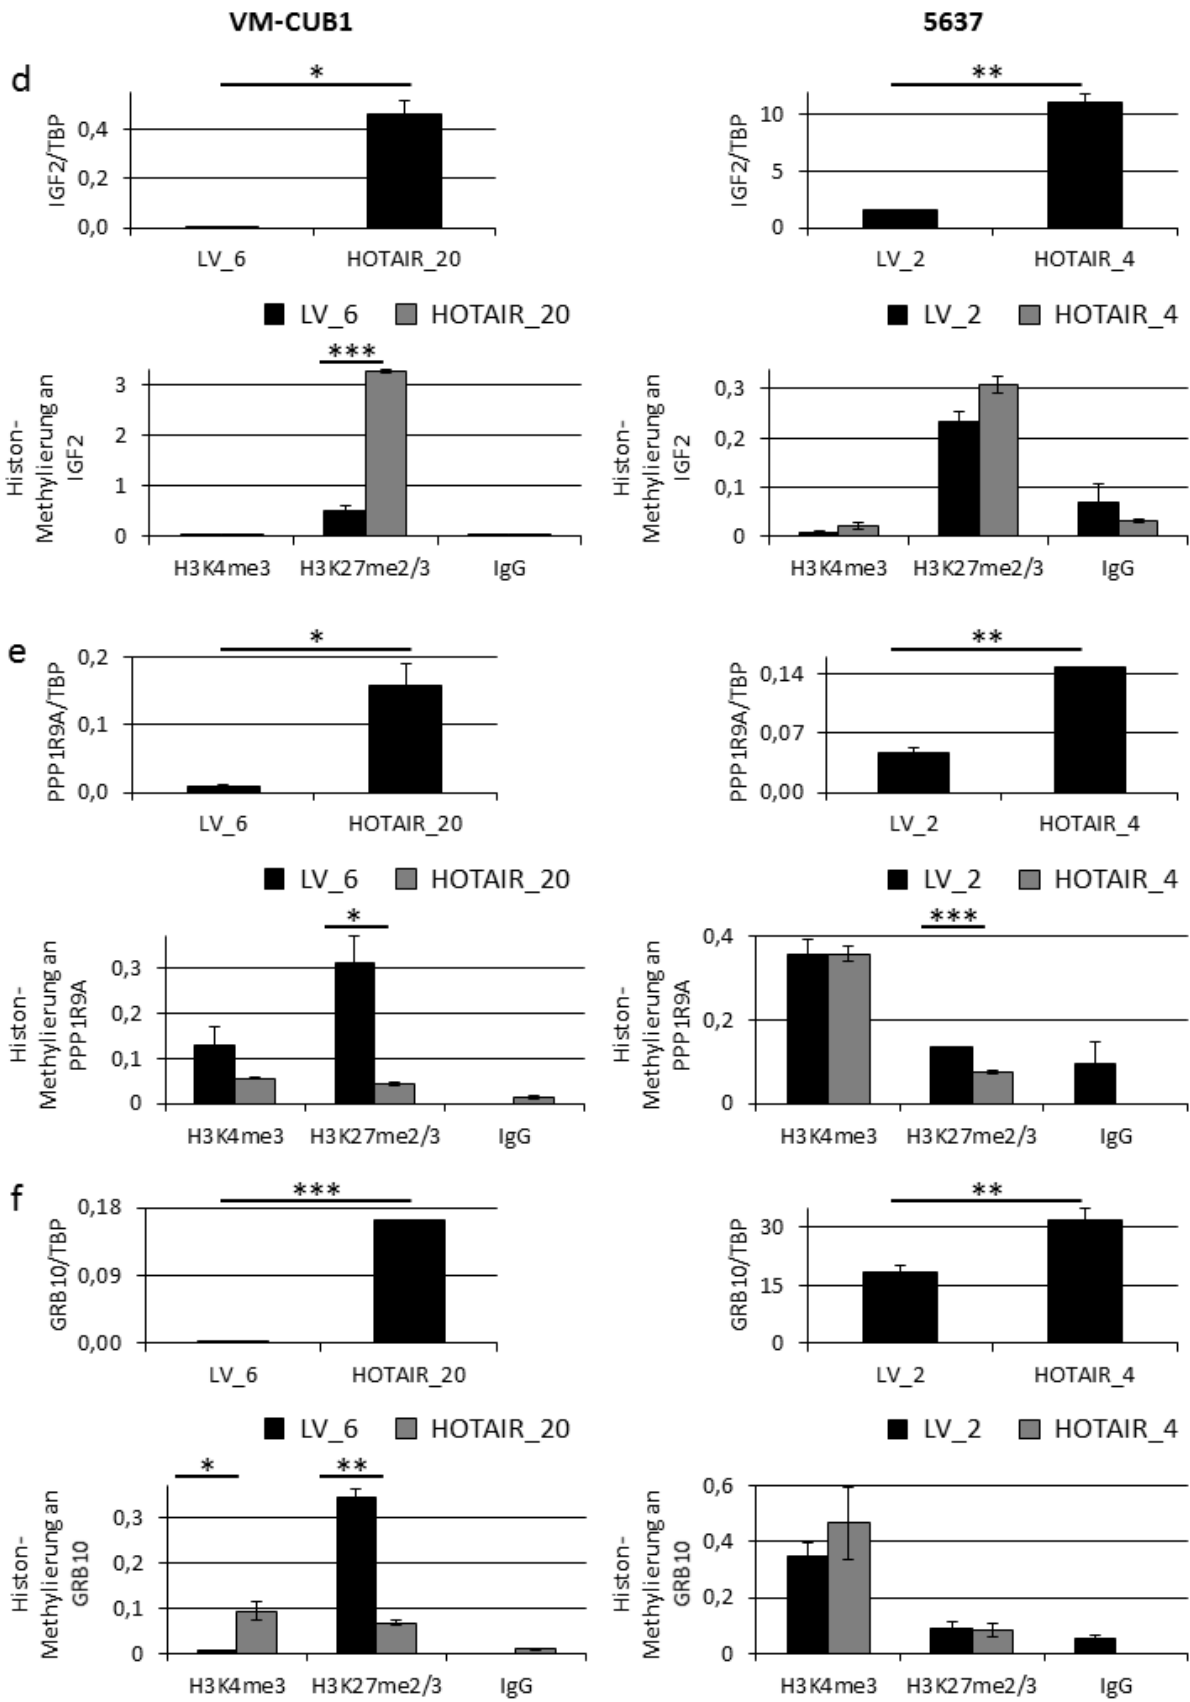 VM-CUB1 5637
d
* **
IGF2/TBP
0,4
0,2
0,0
LV_6 HOTAIR_20
IGF2/TBP
10
5
0
LV_2 HOTAIR_4
LV_6 HOTAIR_20
***
Histon-
Methylierung an
IGF2
3
2
1
0
H3K4me3 H3K27me2/3 IgG
LV_2 HOTAIR_4
Histon-
Methylierung an
IGF2
0,3
0,2
0,1
0
H3K4me3 H3K27me2/3 IgG
e
* **
PPP1R9A/TBP
0,2
0,1
0,0
LV_6 HOTAIR_20
PPP1R9A/TBP
0,14
0,07
0,00
LV_2 HOTAIR_4
LV_6 HOTAIR_20
*
Histon-
Methylierung an
PPP1R9A
0,3
0,2
0,1
0
H3K4me3 H3K27me2/3 IgG
LV_2 HOTAIR_4
***
Histon-
Methylierung an
PPP1R9A
0,4
0,2
0
H3K4me3 H3K27me2/3 IgG
f
*** **
GRB10/TBP
0,18
0,09
0,00
LV_6 HOTAIR_20
GRB10/TBP
30
15
0
LV_2 HOTAIR_4
LV_6 HOTAIR_20
* **
Histon-
Methylierung an
GRB10
0,3
0,2
0,1
0
H3K4me3 H3K27me2/3 IgG
LV_2 HOTAIR_4
Histon-
Methylierung an
GRB10
0,6
0,4
0,2
0
H3K4me3 H3K27me2/3 IgG